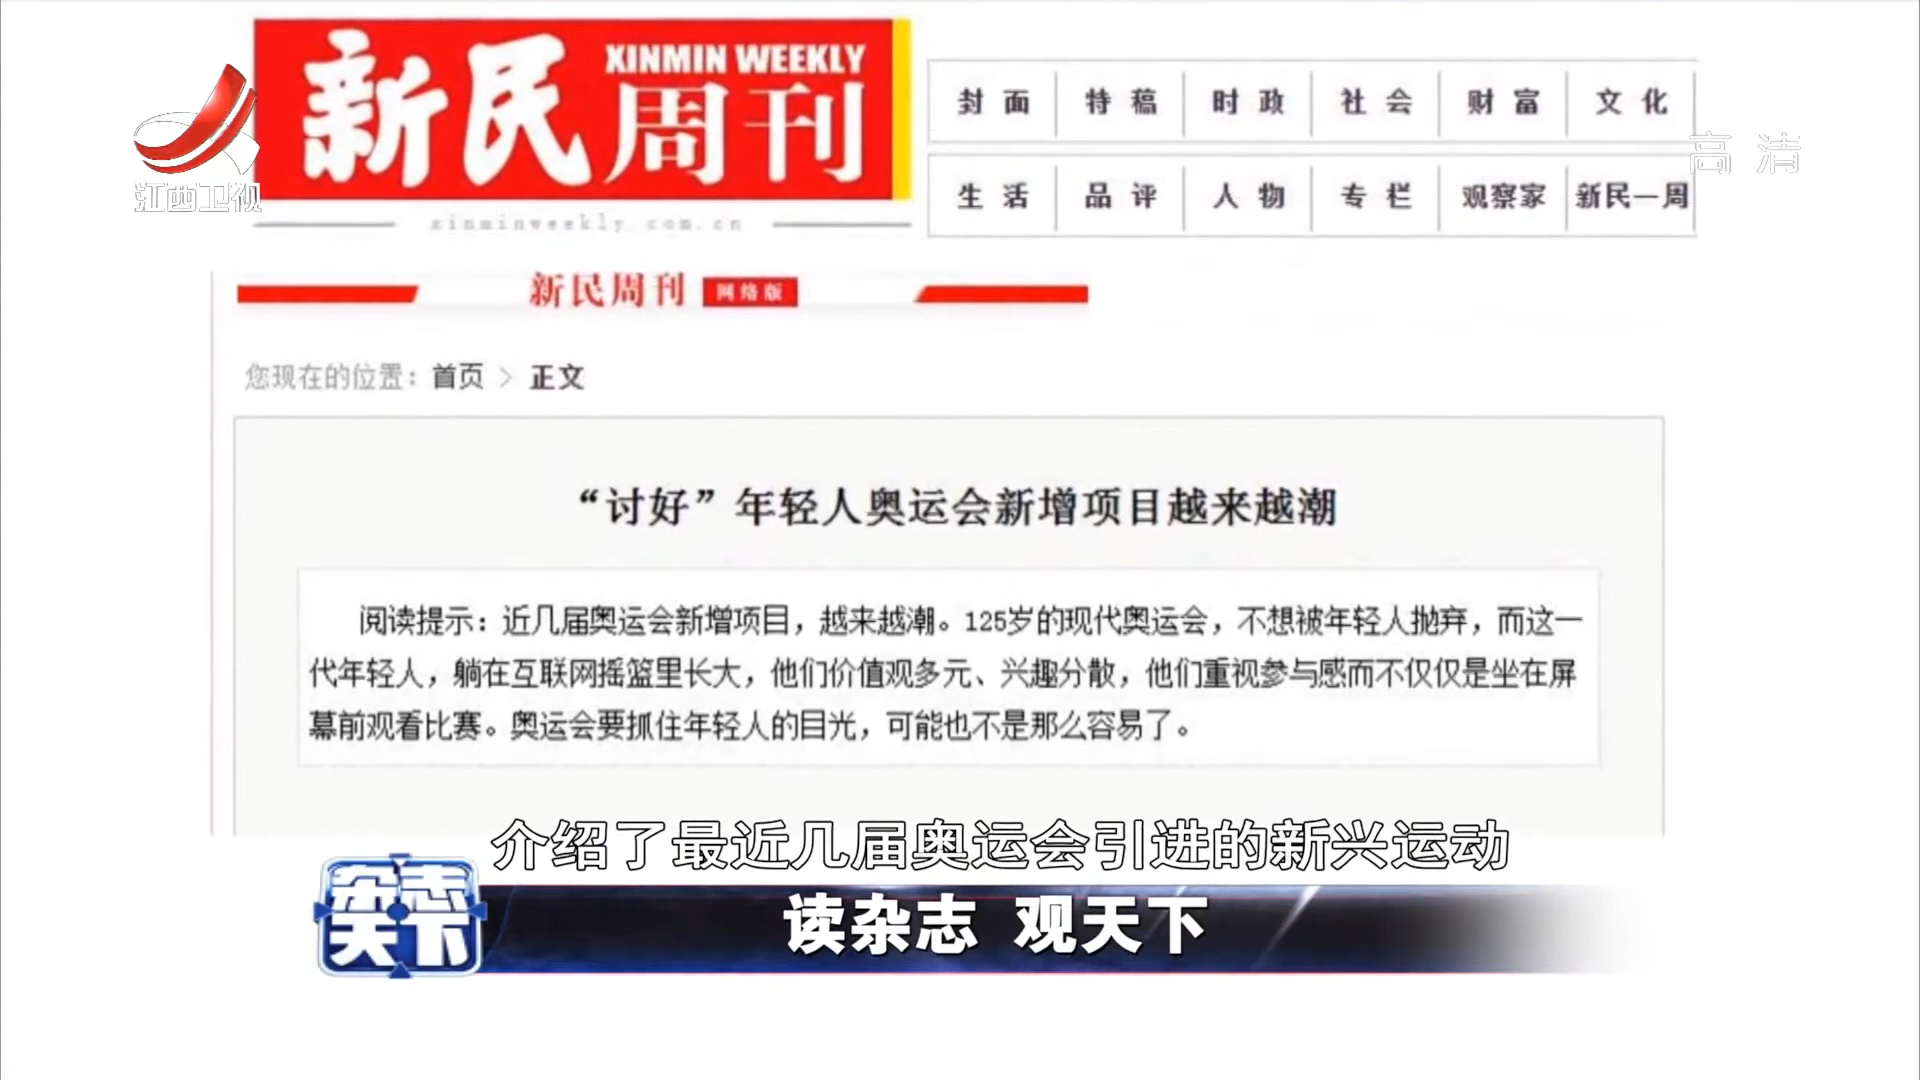 新民周刊
XINMIN WEEKLY
xinminweekly.com.cn
江西卫视
高清
封面 特稿 时政 社会 财富 文化
生活 品评 人物 专栏 观察家 新民一周
新民周刊 网络版
您现在的位置：首页 > 正文
“讨好”年轻人奥运会新增项目越来越潮
阅读提示：近几届奥运会新增项目，越来越潮。125岁的现代奥运会，不想被年轻人抛弃，而这一
代年轻人，躺在互联网摇篮里长大，他们价值观多元、兴趣分散，他们重视参与感而不仅仅是坐在屏
幕前观看比赛。奥运会要抓住年轻人的目光，可能也不是那么容易了。
介绍了最近几届奥运会引进的新兴运动
杂志
天下
读杂志 观天下